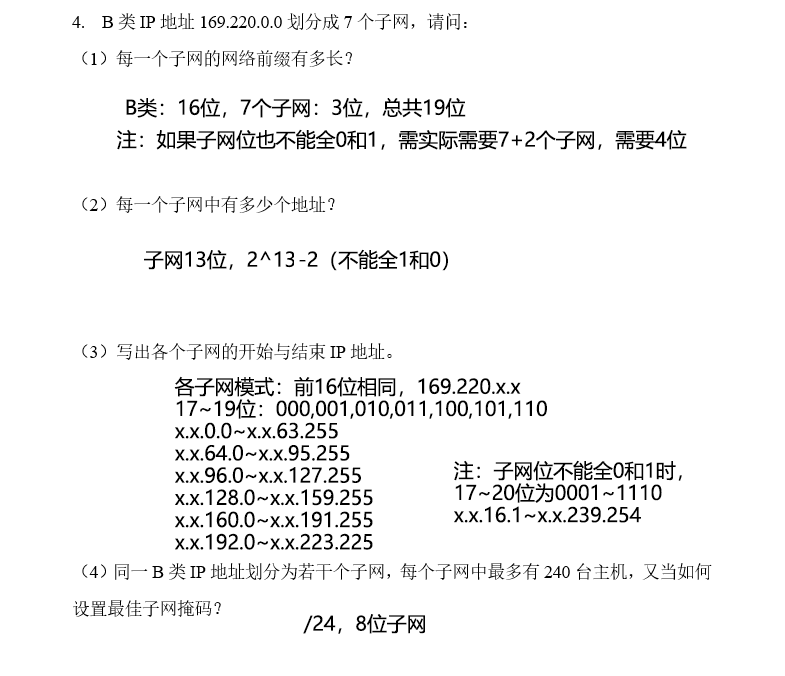 4. B 类 IP 地址 169.220.0.0 划分成 7 个子网，请问：
（1）每一个子网的网络前缀有多长？
B类：16位，7个子网：3位，总共19位
注：如果子网位也不能全0和1，需实际需要7+2个子网，需要4位
（2）每一个子网中有多少个地址？
子网13位，2^13-2（不能全1和0）
（3）写出各个子网的开始与结束 IP 地址。
各子网模式：前16位相同，169.220.x.x
17~19位：000,001,010,011,100,101,110
x.x.0.0~x.x.63.255
x.x.64.0~x.x.95.255
x.x.96.0~x.x.127.255
x.x.128.0~x.x.159.255
x.x.160.0~x.x.191.255
x.x.192.0~x.x.223.225
注：子网位不能全0和1时，
17~20位为0001~1110
x.x.16.1~x.x.239.254
（4）同一 B 类 IP 地址划分为若干个子网，每个子网中最多有 240 台主机，又当如何
设置最佳子网掩码？
/24，8位子网